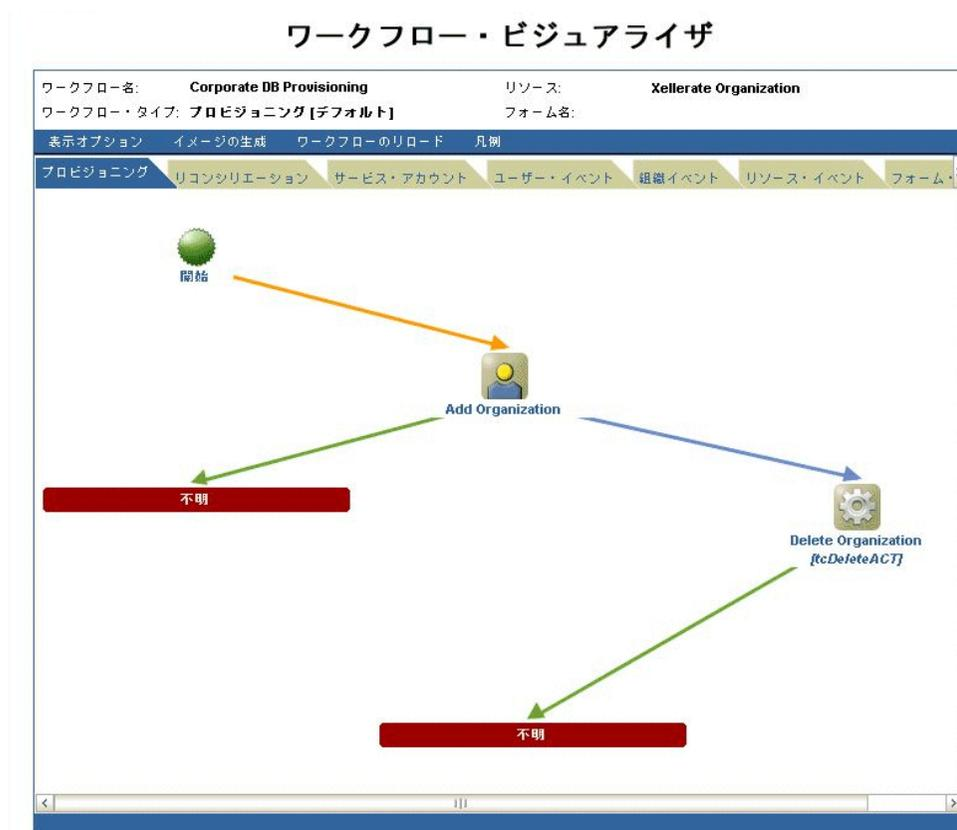 ワークフロー・ビジュアライザ
ワークフロー名: Corporate DB Provisioning リソース: Xellerate Organization
ワークフロー・タイプ: プロビジョニング [デフォルト] フォーム名:
表示オプション イメージの生成 ワークフローのリロード 凡例
プロビジョニング リコンシリエーション サービス・アカウント ユーザー・イベント 組織イベント リソース・イベント フォーム・
開始
Add Organization
不明
Delete Organization
[tcDeleteACT]
不明